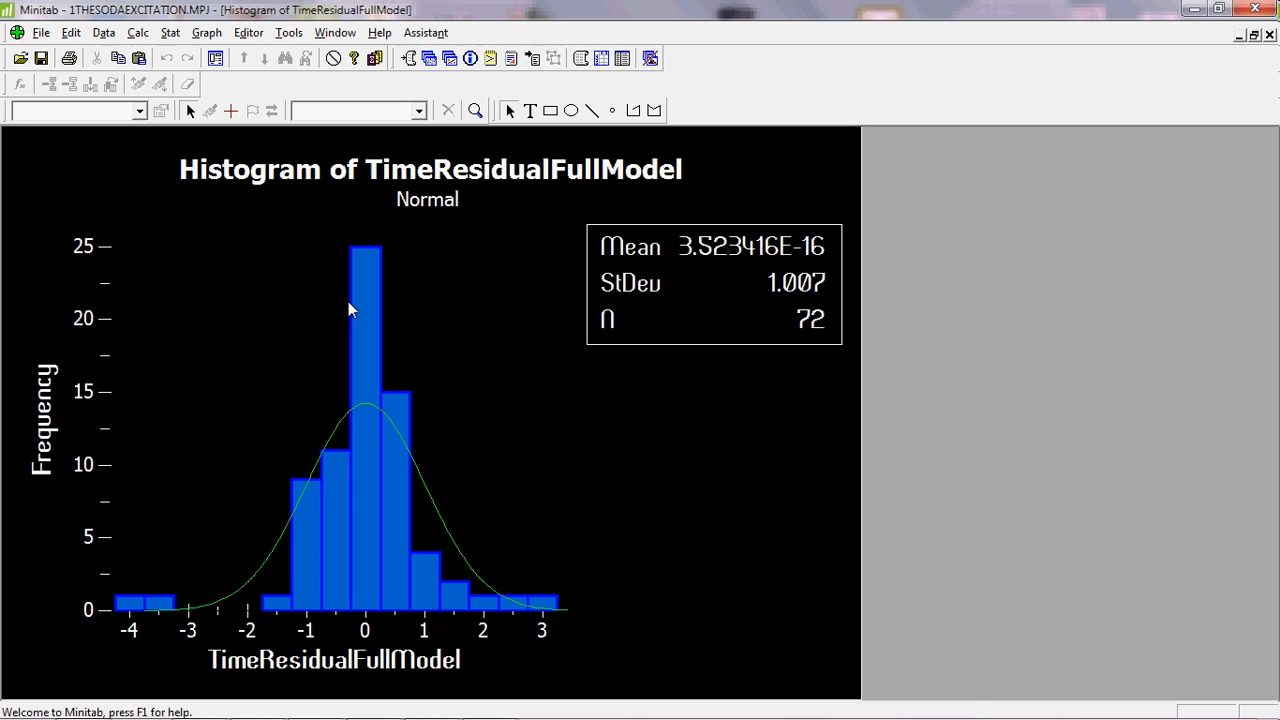 Minitab - 1THESODAEXCITATION.MPJ - [Histogram of TimeResidualFullModel]
File Edit Data Calc Stat Graph Editor Tools Window Help Assistant
Histogram of TimeResidualFullModel
Normal
Mean 3.523416E-16
StDev 1.007
N 72
Frequency
25
20
15
10
5
0
-4 -3 -2 -1 0 1 2 3
TimeResidualFullModel
Welcome to Minitab, press F1 for help.